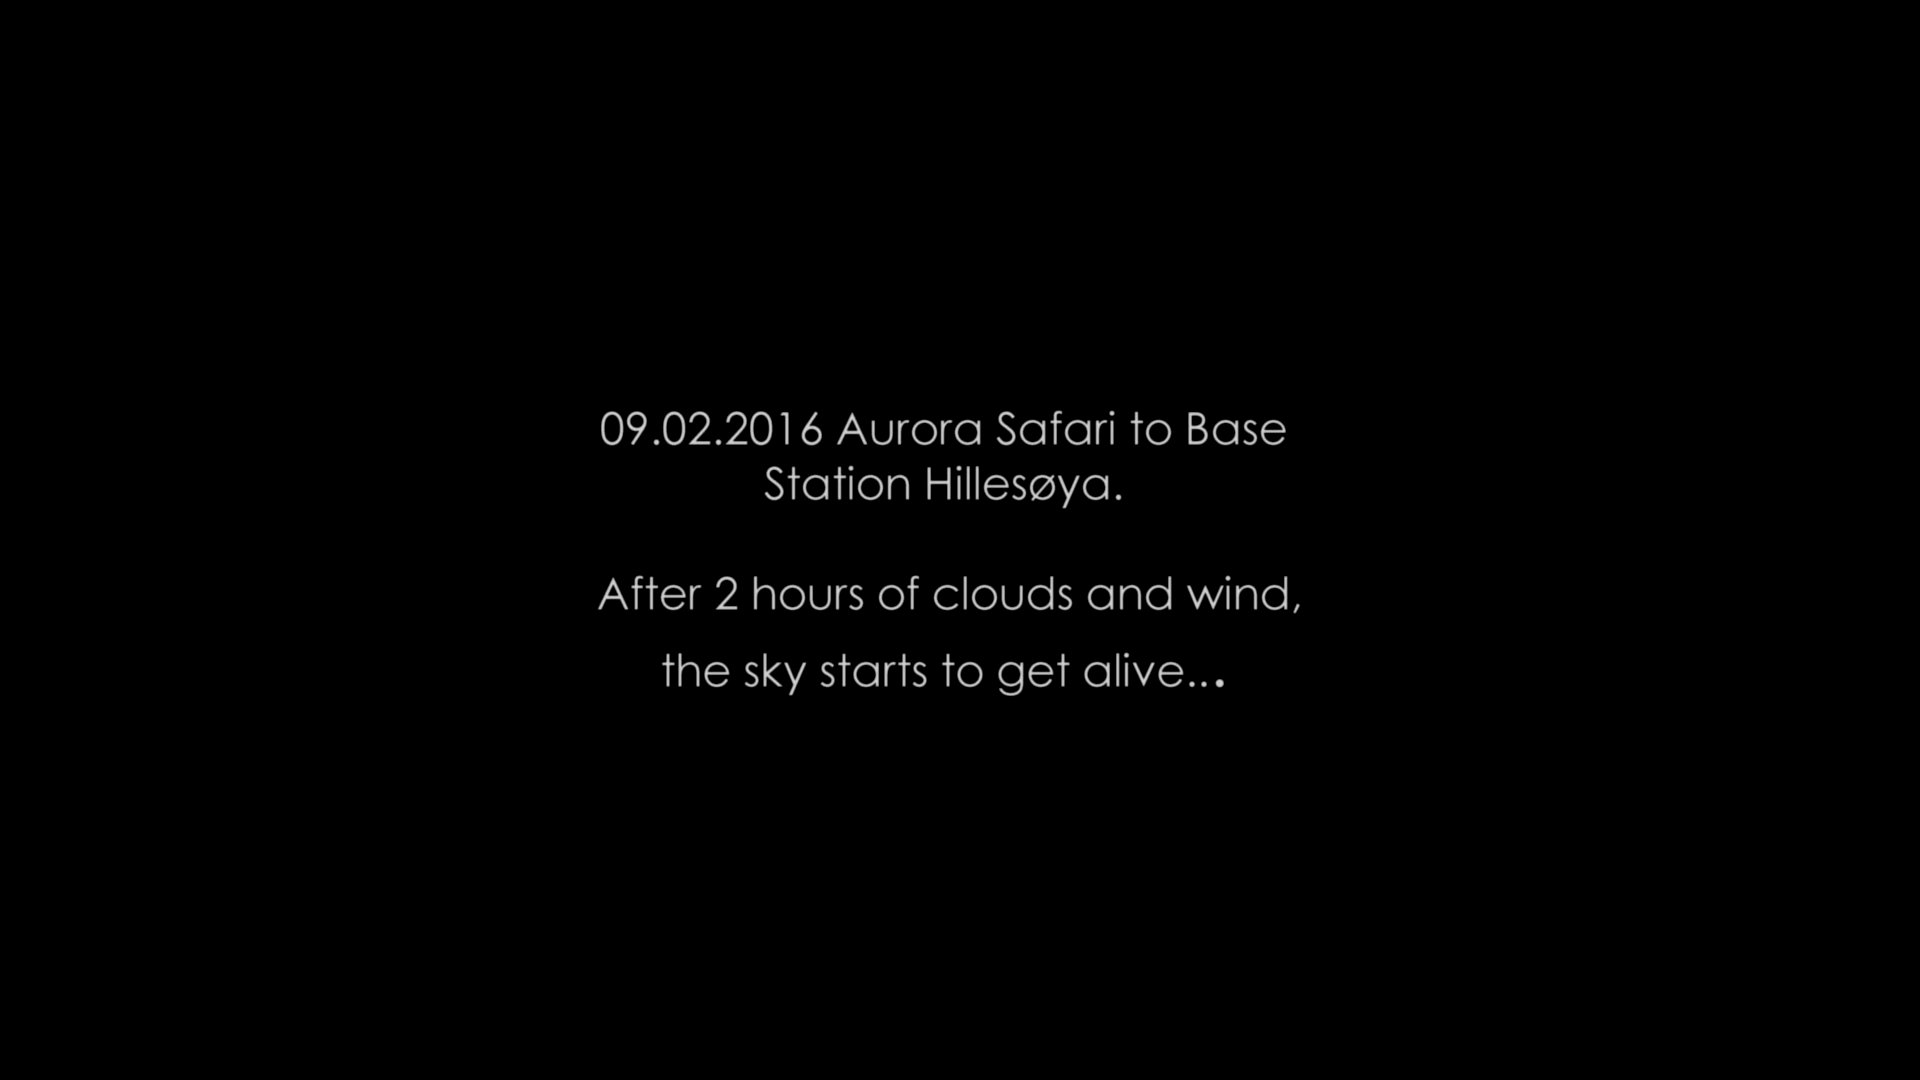 09.02.2016 Aurora Safari to Base
Station Hillesøya.
After 2 hours of clouds and wind,
the sky starts to get alive...